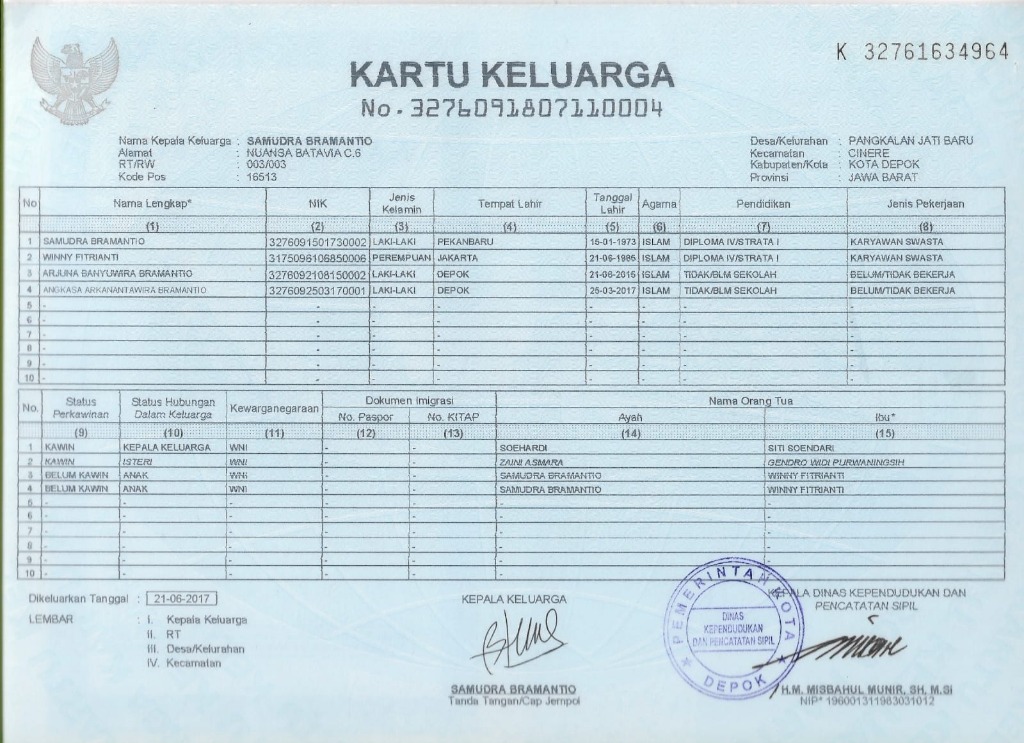 K 32761634964
KARTU KELUARGA
No. 3276091807110004
Nama Kepala Keluarga : SAMUDRA BRAMANTIO
Alamat : NUANSA BATAVIA C.6
RT/RW : 003/003
Kode Pos : 16513
Desa/Kelurahan : PANGKALAN JATI BARU
Kecamatan : CINERE
Kabupaten/Kota : KOTA DEPOK
Provinsi : JAWA BARAT
No Nama Lengkap* NIK Jenis Kelamin Tempat Lahir Tanggal Lahir Agama Pendidikan Jenis Pekerjaan
(1) (2) (3) (4) (5) (6) (7) (8)
1 SAMUDRA BRAMANTIO 3276091501730002 LAKI-LAKI PEKANBARU 15-01-1973 ISLAM DIPLOMA IV/STRATA I KARYAWAN SWASTA
2 WINNY FITRIANTI 3175096106850006 PEREMPUAN JAKARTA 21-06-1985 ISLAM DIPLOMA IV/STRATA I KARYAWAN SWASTA
3 ARJUNA BANYUWIRA BRAMANTIO 3276092108150002 LAKI-LAKI DEPOK ISLAM TIDAK/BLM SEKOLAH BELUM/TIDAK BEKERJA
4 ANGKASA ARKANANTAWIRA BRAMANTIO 3276092503170001 LAKI-LAKI DEPOK 25-03-2017 ISLAM TIDAK/BLM SEKOLAH BELUM/TIDAK BEKERJA
5 - - - - - - - -
6 - - - - - - - -
7 - - - - - - - -
8 - - - - - - - -
9 - - - - - - - -
10 - - - - - - - -
No. Status Perkawinan Status Hubungan Dalam Keluarga Kewarganegaraan Dokumen Imigrasi Nama Orang Tua
No. Paspor No. KITAP Ayah Ibu*
(9) (10) (11) (12) (13) (14) (15)
1 KAWIN KEPALA KELUARGA WNI - - SOEHARDI SITI SOENDARI
2 KAWIN ISTERI WNI - - ZAINI ASMARA GENDRO WIDI PURWANINGSIH
3 BELUM KAWIN ANAK WNI - - SAMUDRA BRAMANTIO WINNY FITRIANTI
4 BELUM KAWIN ANAK WNI - - SAMUDRA BRAMANTIO WINNY FITRIANTI
5 - - - - - - -
6 - - - - - - -
7 - - - - - - -
8 - - - - - - -
9 - - - - - - -
10 - - - - - - -
Dikeluarkan Tanggal : 21-06-2017
LEMBAR : I. Kepala Keluarga
II. RT
III. Desa/Kelurahan
IV. Kecamatan
KEPALA KELUARGA
SAMUDRA BRAMANTIO
Tanda Tangan/Cap Jempol
PEMERINTAH KOTA
DINAS
KEPENDUDUKAN
DAN PENCATATAN SIPIL
DEPOK
KEPALA DINAS KEPENDUDUKAN DAN
PENCATATAN SIPIL
H.M. MISBAHUL MUNIR, SH, M.Si
NIP* 196001311983031012